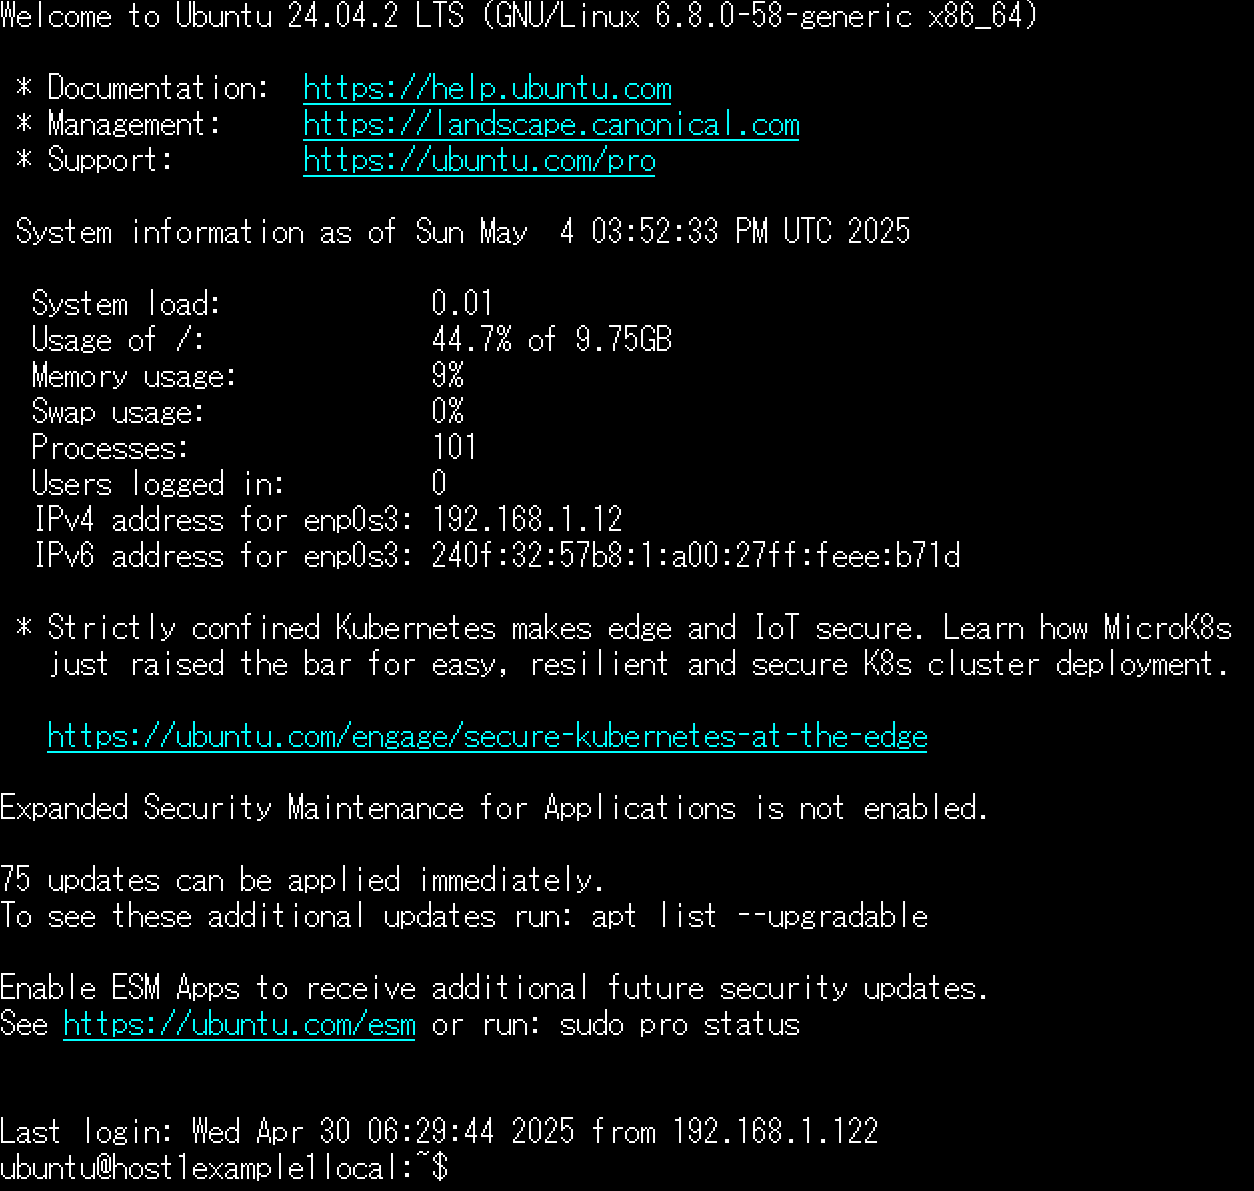 Welcome to Ubuntu 24.04.2 LTS (GNU/Linux 6.8.0-58-generic x86_64)
* Documentation:  https://help.ubuntu.com
* Management:     https://landscape.canonical.com
* Support:        https://ubuntu.com/pro
System information as of Sun May  4 03:52:33 PM UTC 2025
System load:             0.01
Usage of /:              44.7% of 9.75GB
Memory usage:            9%
Swap usage:              0%
Processes:               101
Users logged in:         0
IPv4 address for enp0s3: 192.168.1.12
IPv6 address for enp0s3: 240f:32:57b8:1:a00:27ff:feee:b71d
* Strictly confined Kubernetes makes edge and IoT secure. Learn how MicroK8s
just raised the bar for easy, resilient and secure K8s cluster deployment.
https://ubuntu.com/engage/secure-kubernetes-at-the-edge
Expanded Security Maintenance for Applications is not enabled.
75 updates can be applied immediately.
To see these additional updates run: apt list --upgradable
Enable ESM Apps to receive additional future security updates.
See https://ubuntu.com/esm or run: sudo pro status
Last login: Wed Apr 30 06:29:44 2025 from 192.168.1.122
ubuntu@host1example1local:~$